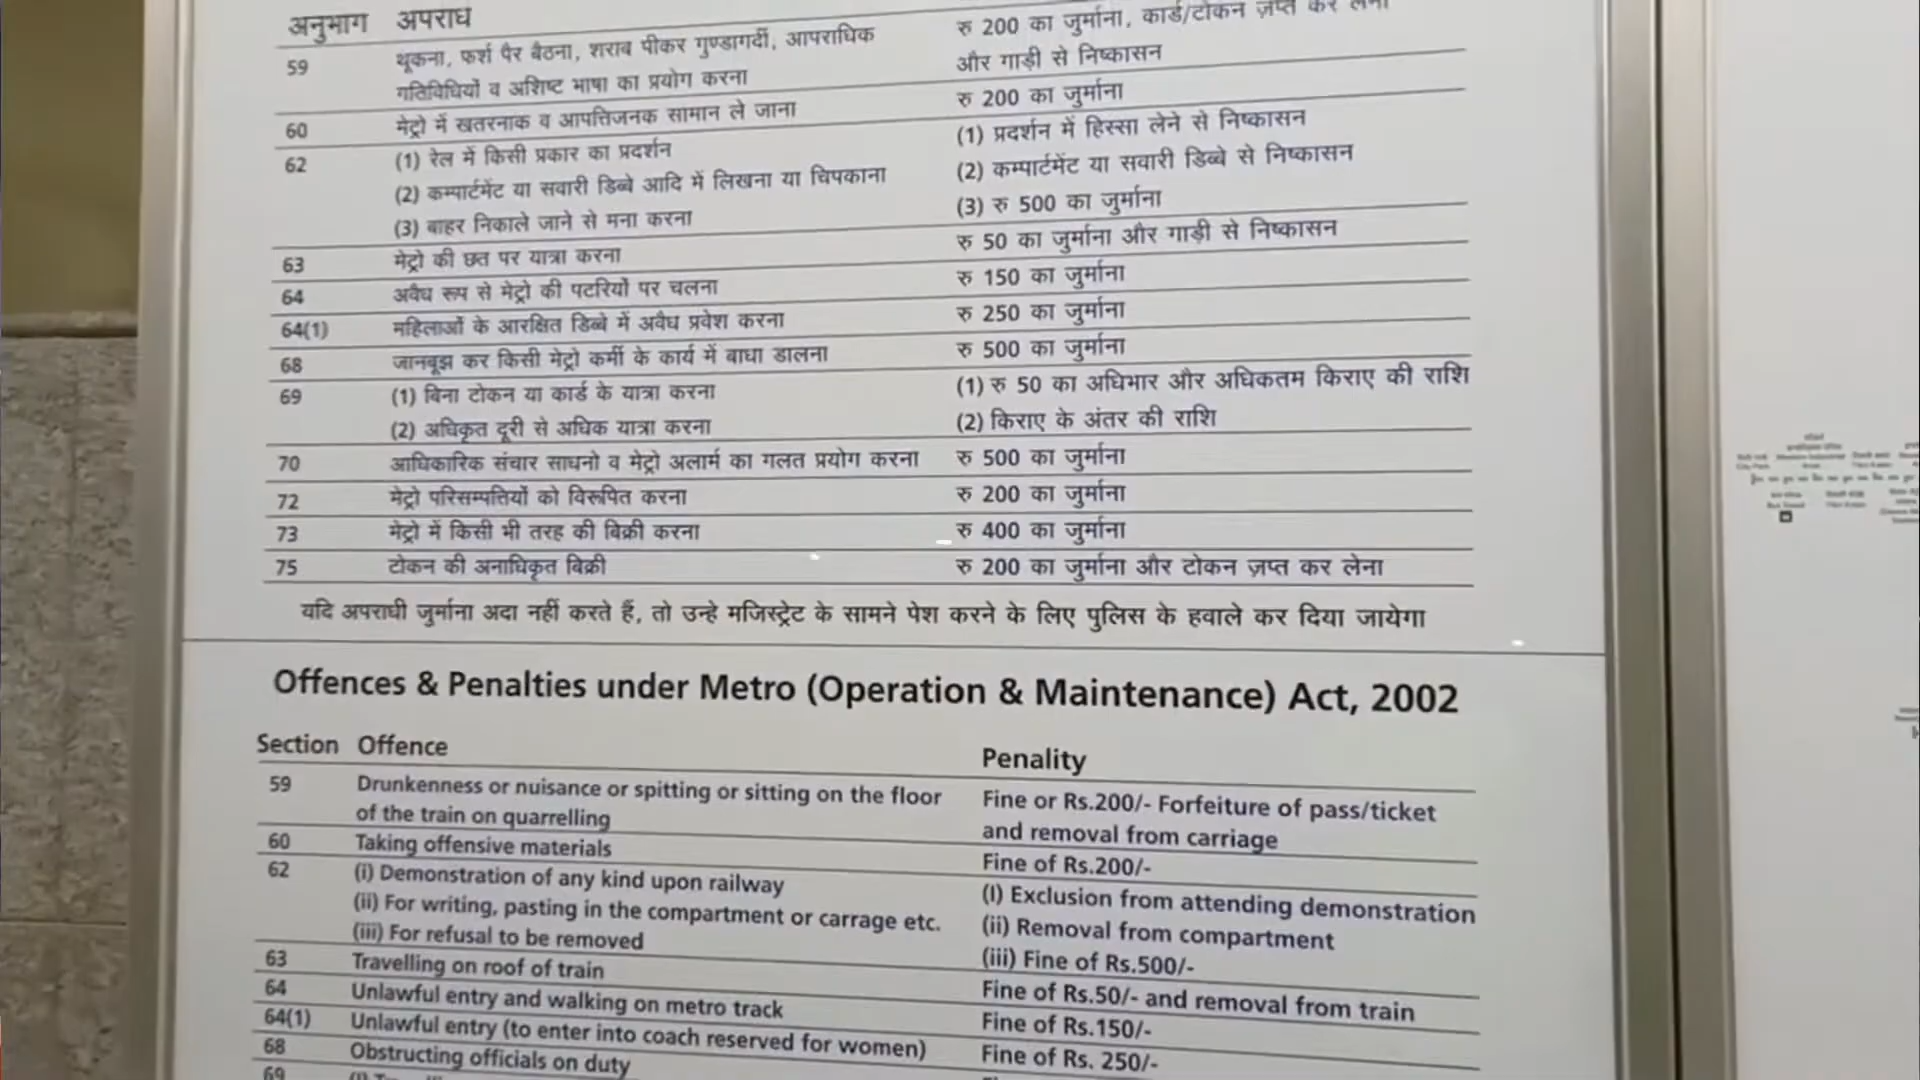 अनुभाग अपराध
59 थूकना, फर्श पैर बैठना, शराब पीकर गुण्डागर्दी, आपराधिक रु 200 का जुर्माना, कार्ड/टोकन ज़प्त कर लेना
गतिविधियों व अशिष्ट भाषा का प्रयोग करना और गाड़ी से निष्कासन
60 मेट्रो में खतरनाक व आपत्तिजनक सामान ले जाना रु 200 का जुर्माना
62 (1) रेल में किसी प्रकार का प्रदर्शन (1) प्रदर्शन में हिस्सा लेने से निष्कासन
(2) कम्पार्टमेंट या सवारी डिब्बे आदि में लिखना या चिपकाना (2) कम्पार्टमेंट या सवारी डिब्बे से निष्कासन
(3) बाहर निकाले जाने से मना करना (3) रु 500 का जुर्माना
63 मेट्रो की छत पर यात्रा करना रु 50 का जुर्माना और गाड़ी से निष्कासन
64 अवैध रूप से मेट्रो की पटरियों पर चलना रु 150 का जुर्माना
64(1) महिलाओं के आरक्षित डिब्बे में अवैध प्रवेश करना रु 250 का जुर्माना
68 जानबूझ कर किसी मेट्रो कर्मी के कार्य में बाधा डालना रु 500 का जुर्माना
69 (1) बिना टोकन या कार्ड के यात्रा करना (1) रु 50 का अधिभार और अधिकतम किराए की राशि
(2) अधिकृत दूरी से अधिक यात्रा करना (2) किराए के अंतर की राशि
70 आधिकारिक संचार साधनो व मेट्रो अलार्म का गलत प्रयोग करना रु 500 का जुर्माना
72 मेट्रो परिसम्पत्तियों को विरूपित करना रु 200 का जुर्माना
73 मेट्रो में किसी भी तरह की बिक्री करना रु 400 का जुर्माना
75 टोकन की अनाधिकृत बिक्री रु 200 का जुर्माना और टोकन ज़प्त कर लेना
यदि अपराधी जुर्माना अदा नहीं करते हैं, तो उन्हे मजिस्ट्रेट के सामने पेश करने के लिए पुलिस के हवाले कर दिया जायेगा
Offences & Penalties under Metro (Operation & Maintenance) Act, 2002
Section Offence Penality
59 Drunkenness or nuisance or spitting or sitting on the floor Fine or Rs.200/- Forfeiture of pass/ticket
of the train on quarrelling and removal from carriage
60 Taking offensive materials Fine of Rs.200/-
62 (i) Demonstration of any kind upon railway (I) Exclusion from attending demonstration
(ii) For writing, pasting in the compartment or carrage etc. (ii) Removal from compartment
(iii) For refusal to be removed (iii) Fine of Rs.500/-
63 Travelling on roof of train Fine of Rs.50/- and removal from train
64 Unlawful entry and walking on metro track Fine of Rs.150/-
64(1) Unlawful entry (to enter into coach reserved for women) Fine of Rs. 250/-
68 Obstructing officials on duty
69